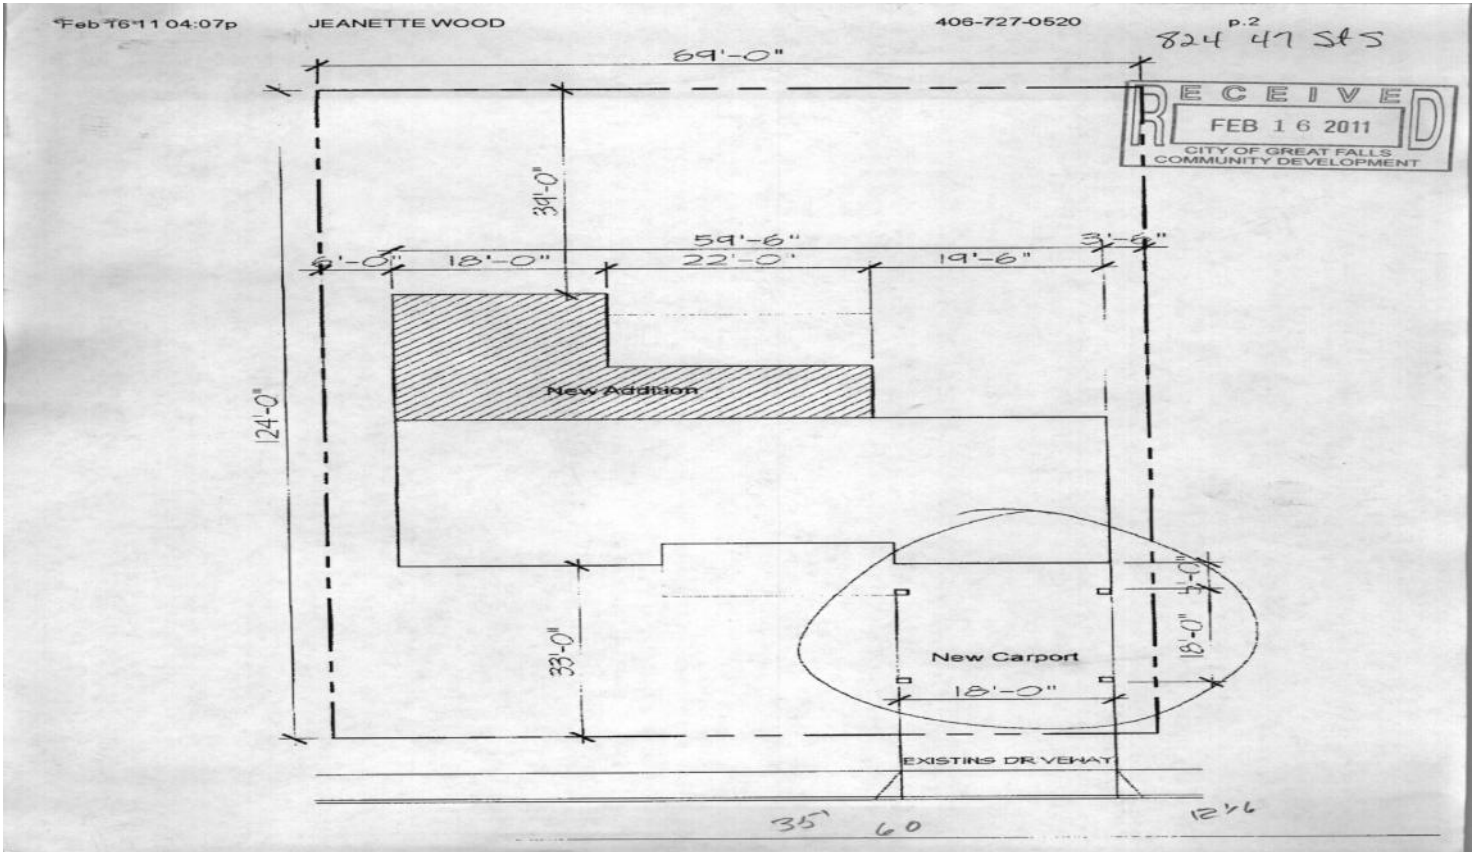 Feb 16 11 04:07p JEANETTE WOOD 406-727-0520 p.2
824 47 St S
69'-0"
RECEIVED
FEB 16 2011
CITY OF GREAT FALLS
COMMUNITY DEVELOPMENT
39'-0"
59'-6" 3'-6"
6'-0" 18'-0" 22'-0" 19'-6"
124'-0"
New Addition
33'-0"
18'-0"
New Carport
18'-0"
EXISTING DRIVEWAY
35' 60